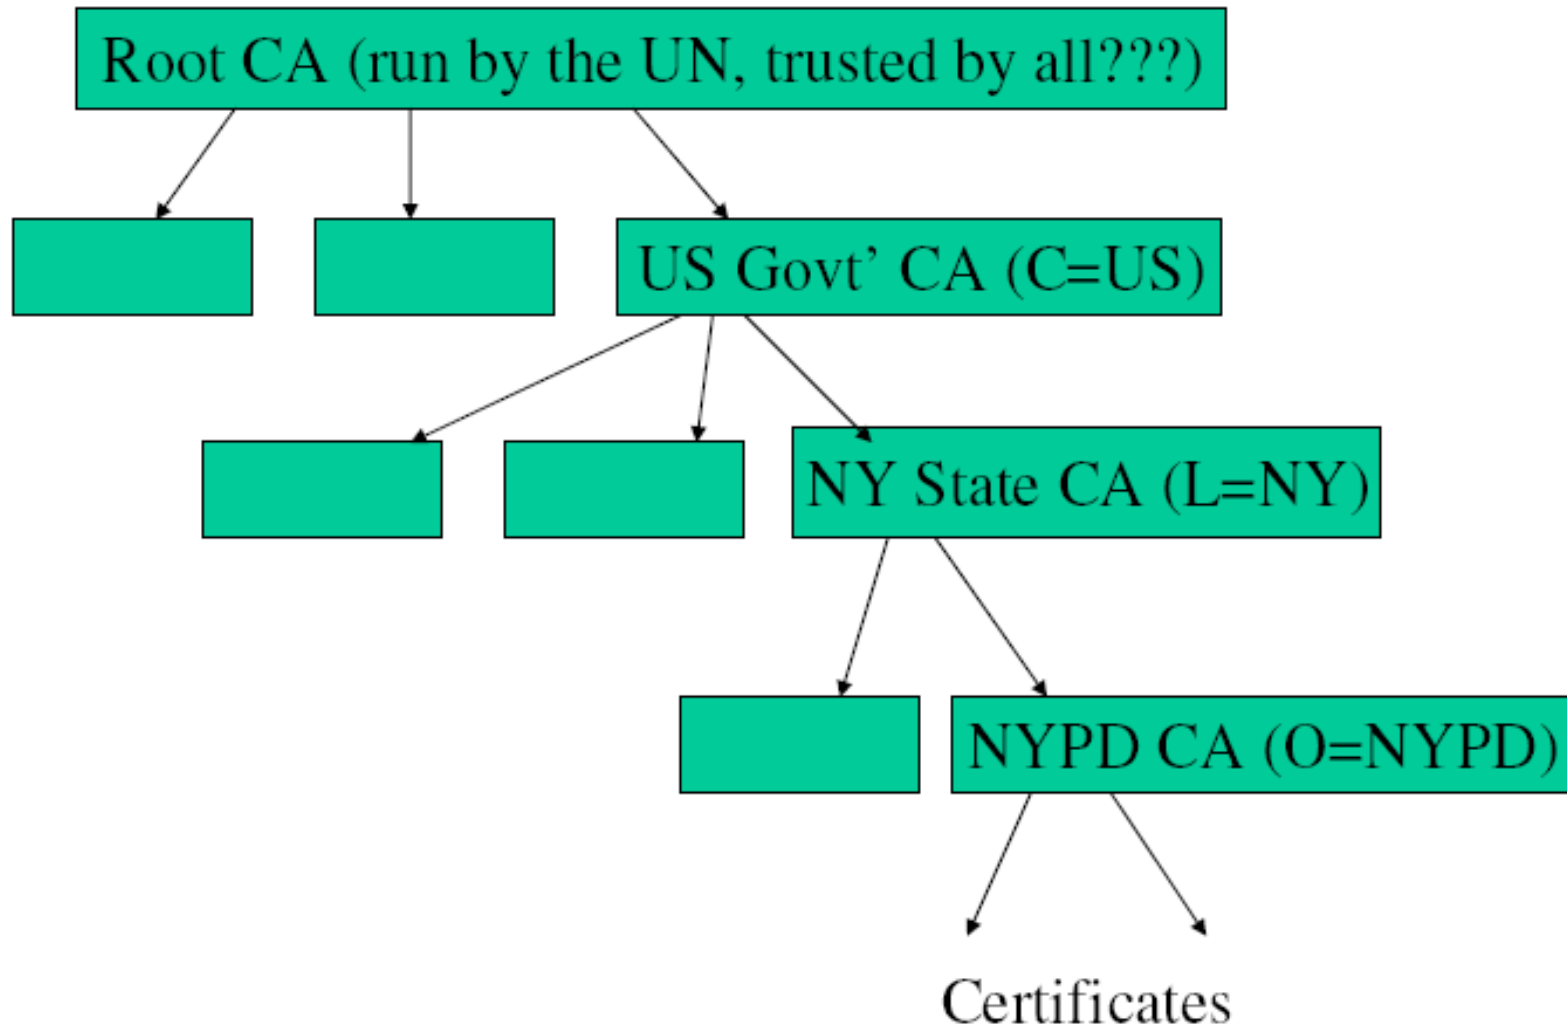 Root CA (run by the UN, trusted by all???)
US Govt’ CA (C=US)
NY State CA (L=NY)
NYPD CA (O=NYPD)
Certificates